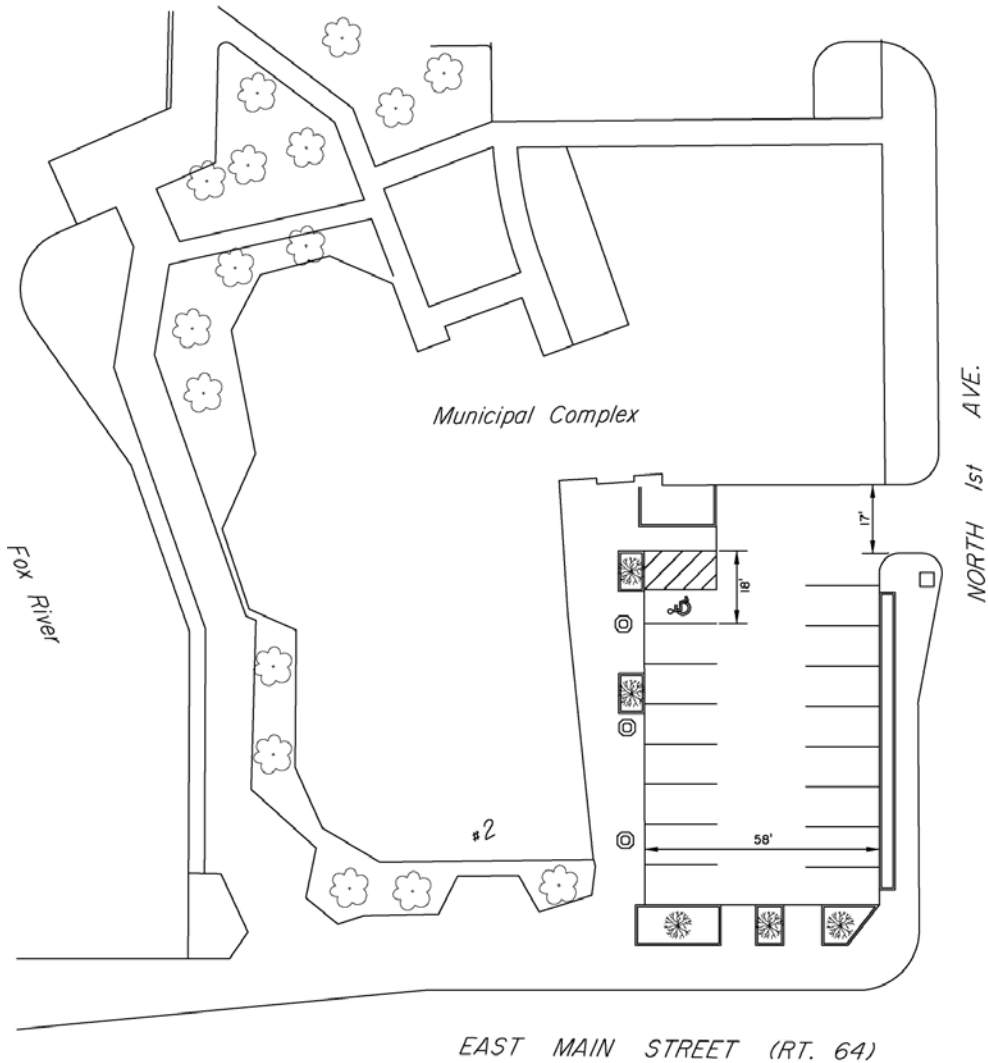 Municipal Complex
NORTH 1st AVE.
17'
18'
Fox River
58'
#2
EAST MAIN STREET (RT. 64)